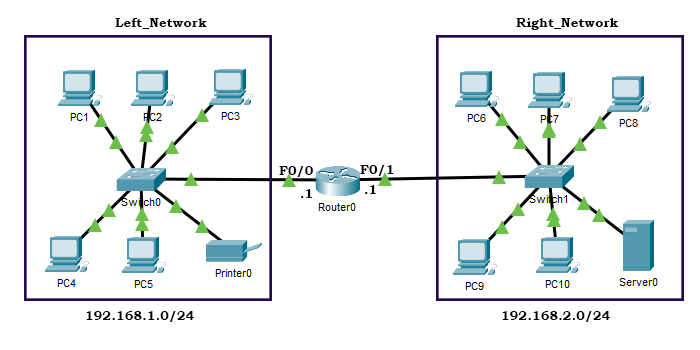 Left_Network
Right_Network
PC1
PC2
PC3
PC6
PC7
PC8
F0/0
F0/1
.1
.1
Switch0
Router0
Switch1
PC4
PC5
Printer0
PC9
PC10
Server0
192.168.1.0/24
192.168.2.0/24